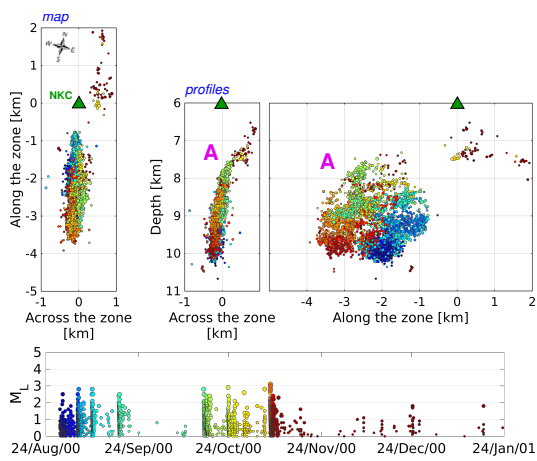 map
N
W
E
S
NKC
2
1
0
-1
-2
-3
-4
-5
Along the zone [km]
-1
0
1
Across the zone
[km]
profiles
A
6
7
8
9
10
11
Depth [km]
0
1
Across the zone
[km]
A
-4
-3
-2
-1
0
1
2
Along the zone [km]
5
4
3
2
1
0
ML
24/Aug/00
24/Sep/00
24/Oct/00
24/Nov/00
24/Dec/00
24/Jan/01